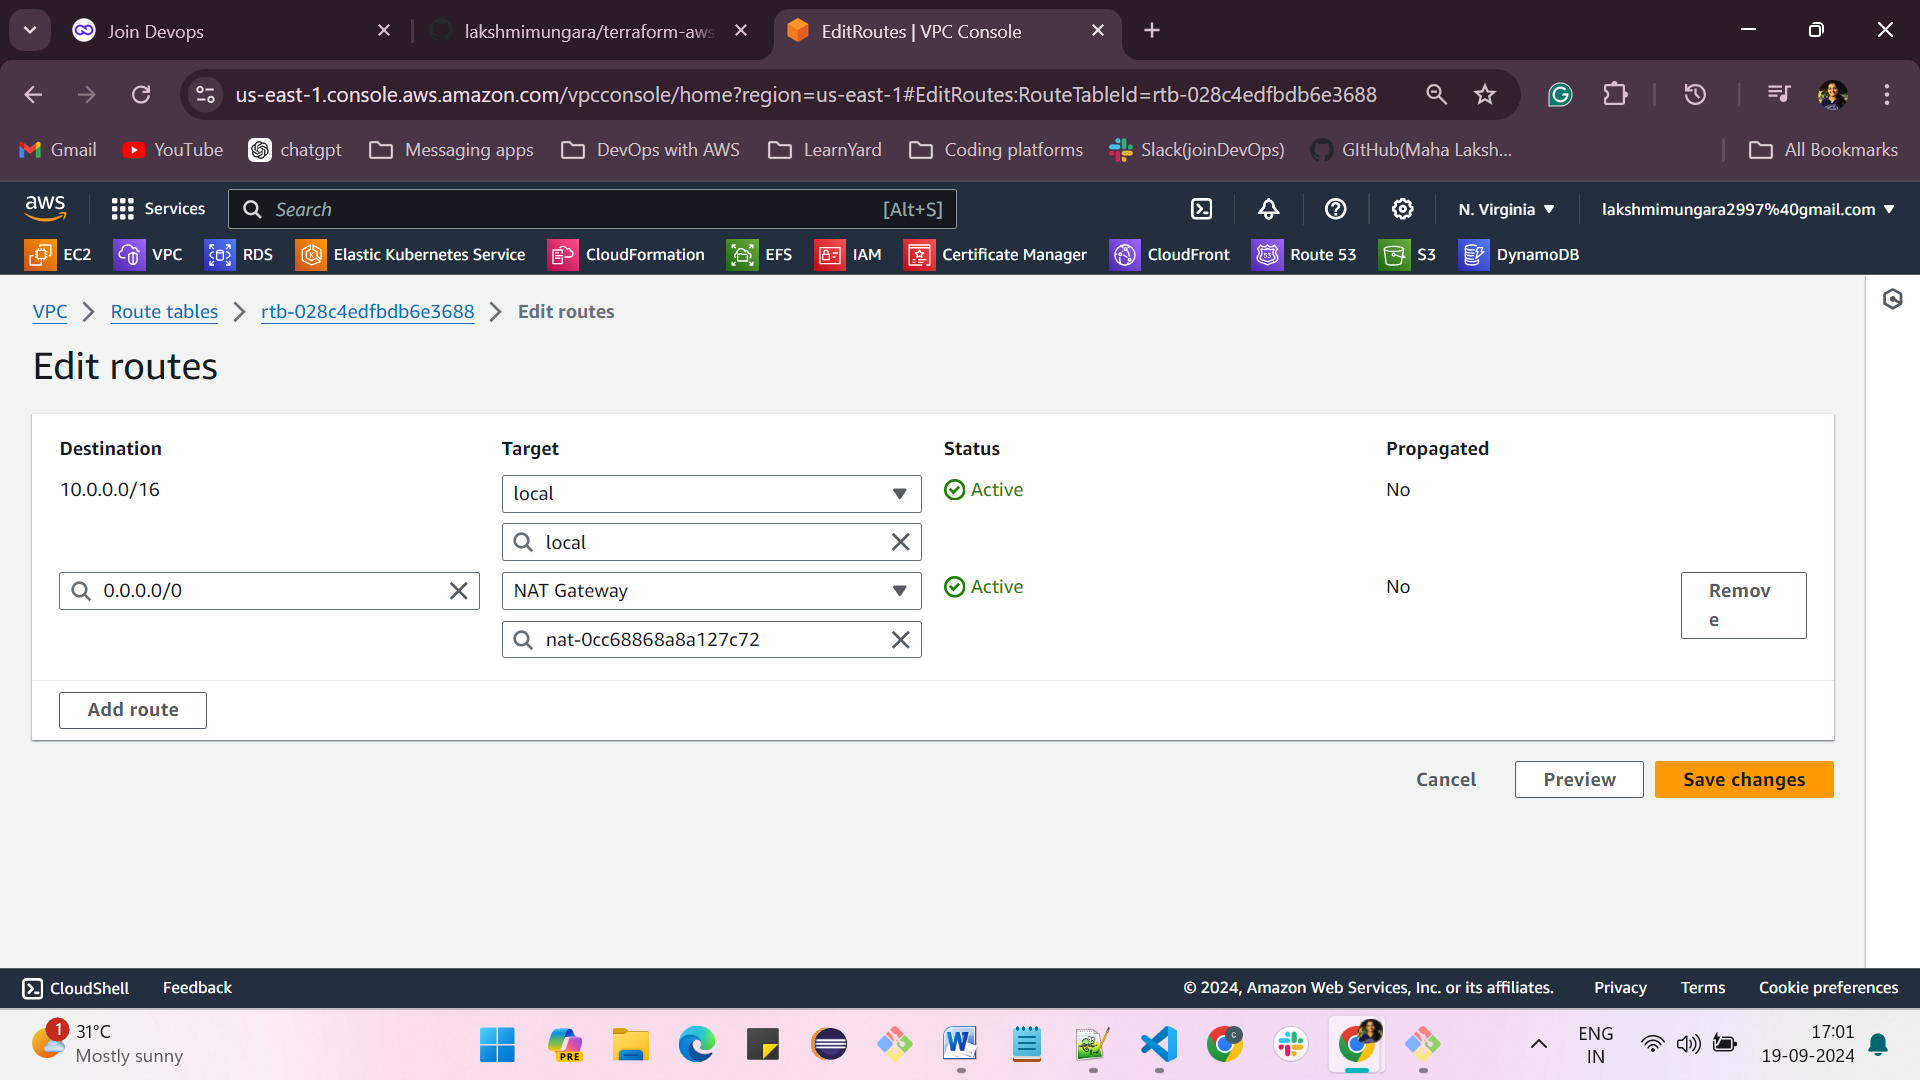 Join Devops
lakshmimungara/terraform-aws
EditRoutes | VPC Console
us-east-1.console.aws.amazon.com/vpcconsole/home?region=us-east-1#EditRoutes:RouteTableId=rtb-028c4edfbdb6e3688
Gmail YouTube chatgpt Messaging apps DevOps with AWS LearnYard Coding platforms Slack(joinDevOps) GItHub(Maha Laksh... All Bookmarks
aws Services Search [Alt+S] N. Virginia lakshmimungara2997%40gmail.com
EC2 VPC RDS Elastic Kubernetes Service CloudFormation EFS IAM Certificate Manager CloudFront Route 53 S3 DynamoDB
VPC Route tables rtb-028c4edfbdb6e3688 Edit routes
Edit routes
Destination Target Status Propagated
10.0.0.0/16 local Active No
local
0.0.0.0/0 NAT Gateway Active No Remov
e
nat-0cc68868a8a127c72
Add route
Cancel Preview Save changes
CloudShell Feedback © 2024, Amazon Web Services, Inc. or its affiliates. Privacy Terms Cookie preferences
1 31°C
Mostly sunny
PRE
ENG
IN
17:01
19-09-2024